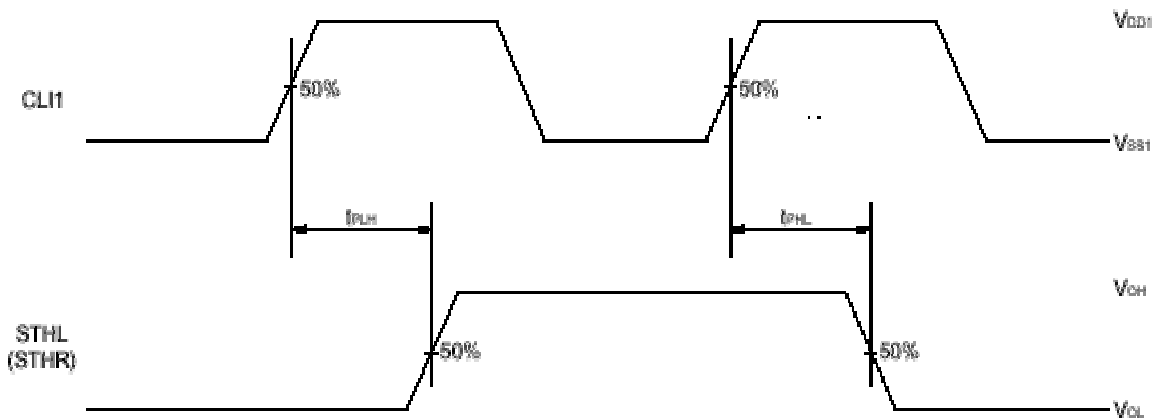 VDD1
50%
50%
CLI1
VSS1
tPLH
tPHL
VOH
STHL
(STHR)
50%
50%
VOL